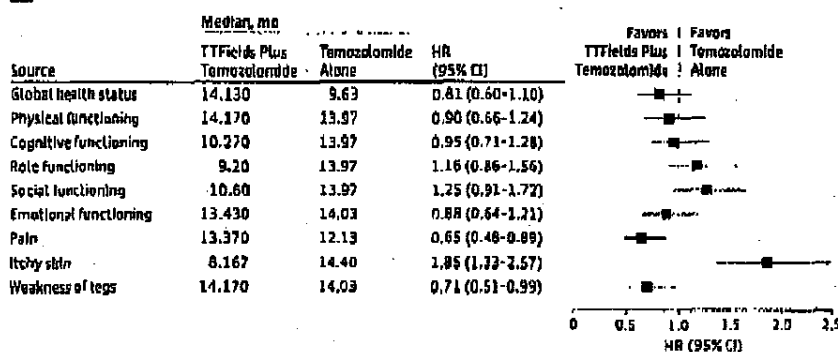 Median, mo
Favors | Favors
TTFields Plus Temozolomide HR TTFields Plus | Temozolomide
Source Temozolomide Alone (95% CI) Temozolomide | Alone
Global health status 14.130 9.63 0.81 (0.60-1.10)
Physical functioning 14.170 13.97 0.90 (0.66-1.24)
Cognitive functioning 10.270 13.97 0.95 (0.71-1.28)
Role functioning 9.20 13.97 1.16 (0.86-1.56)
Social functioning 10.60 13.97 1.25 (0.91-1.72)
Emotional functioning 13.430 14.03 0.88 (0.64-1.21)
Pain 13.370 12.13 0.65 (0.48-0.89)
Itchy skin 8.167 14.40 1.85 (1.33-2.57)
Weakness of legs 14.170 14.03 0.71 (0.51-0.99)
0 0.5 1.0 1.5 2.0 2.5
HR (95% CI)